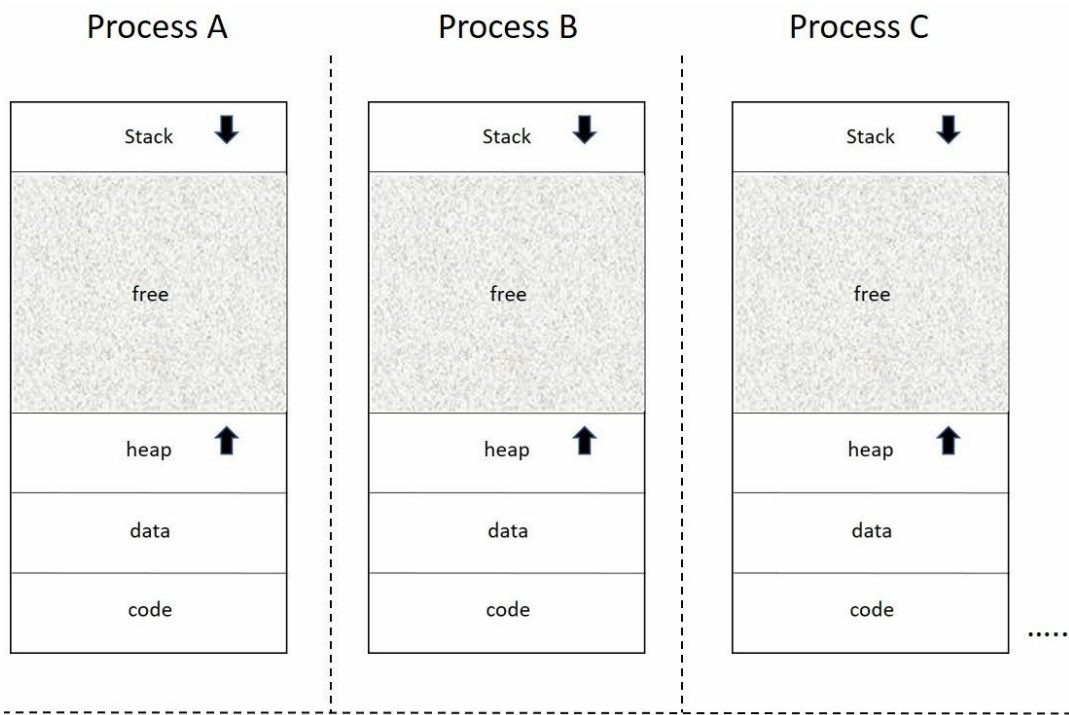 Process A
Process B
Process C
Stack
Stack
Stack
free
free
free
heap
heap
heap
data
data
data
code
code
code
.....